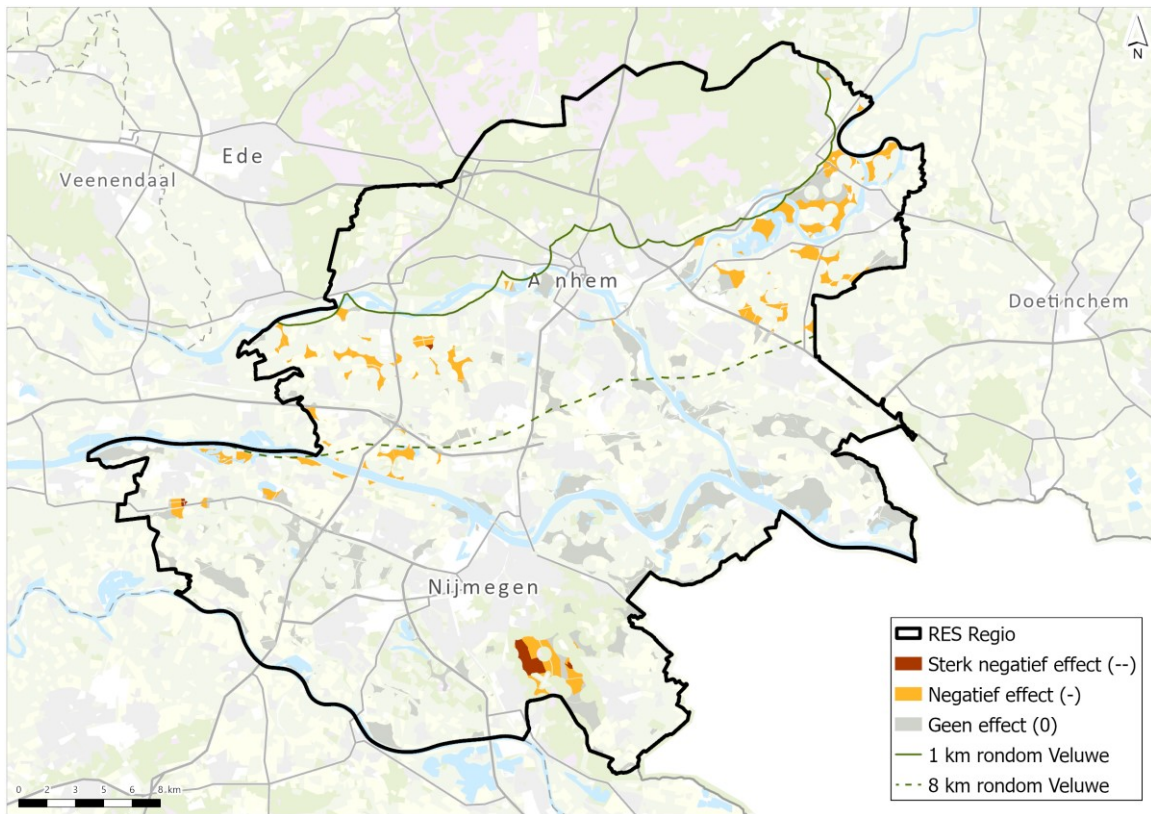 N
Ede
Veenendaal
A nhem
Doetinchem
Nijmegen
RES Regio
Sterk negatief effect (--)
Negatief effect (-)
Geen effect (0)
1 km rondom Veluwe
8 km rondom Veluwe
0 2 3 5 6 8 km